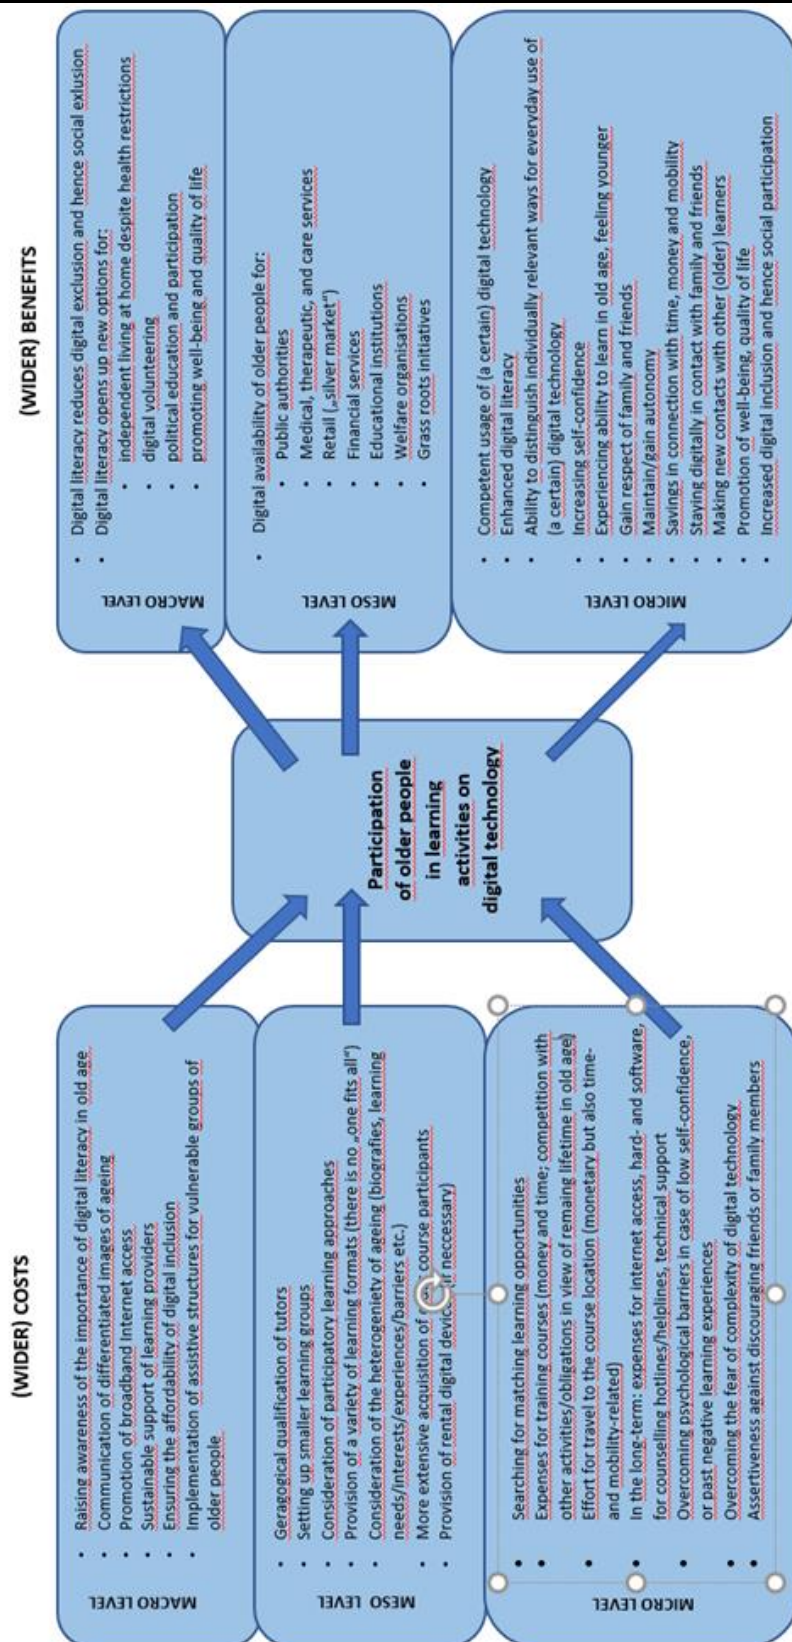 (WIDER) COSTS
MACRO LEVEL
• Raising awareness of the importance of digital literacy in old age
• Communication of differentiated images of ageing
• Promotion of broadband Internet access
• Sustainable support of learning providers
• Ensuring the affordability of digital inclusion
• Implementation of assistive structures for vulnerable groups of
older people
MESO LEVEL
• Geragogical qualification of tutors
• Setting up smaller learning groups
• Consideration of participatory learning approaches
• Provision of a variety of learning formats (there is no „one fits all“)
• Consideration of the heterogeniety of ageing (biografies, learning
needs/interests/experiences/barriers etc.)
• More extensive acquisition of course participants
• Provision of rental digital neccessary)
MICRO LEVEL
• Searching for matching learning opportunities
• Expenses for training courses (money and time; competition with
other activities/obligations in view of remaing lifetime in old age)
• Effort for travel to the course location (monetary but also time-
and mobility-related)
• In the long-term: expenses for internet access, hard- and software,
for counselling hotlines/helplines, technical support
• Overcoming psychological barriers in case of low self-confidence,
or past negative learning experiences
• Overcoming the fear of complexity of digital technology
• Assertiveness against discouraging friends or family members
Participation
of older people
in learning
activities on
digital technology
(WIDER) BENEFITS
MACRO LEVEL
• Digital literacy reduces digital exclusion and hence social exlusion
• Digital literacy opens up new options for:
• independent living at home despite health restrictions
• digital volunteering
• political education and participation
• promoting well-being and quality of life
MESO LEVEL
• Digital availability of older people for:
• Public authorities
• Medical, therapeutic, and care services
• Retail („silver market“)
• Financial services
• Educational institutions
• Welfare organisations
• Grass roots initiatives
MICRO LEVEL
• Competent usage of (a certain) digital technology
• Enhanced digital literacy
• Ability to distinguish individually relevant ways for everyday use of
(a certain) digital technology
• Increasing self-confidence
• Experiencing ability to learn in old age, feeling younger
• Gain respect of family and friends
• Maintain/gain autonomy
• Savings in connection with time, money and mobility
• Staying digitally in contact with family and friends
• Making new contacts with other (older) learners
• Promotion of well-being, quality of life
• Increased digital inclusion and hence social participation